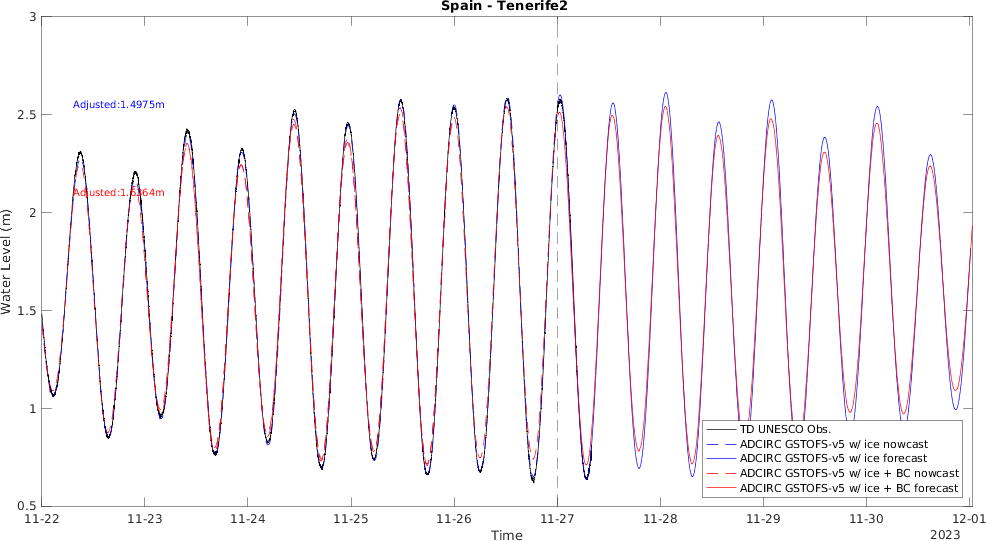 Spain - Tenerife2
3
2.5
2
1.5
1
0.5
Water Level (m)
Adjusted:1.4975m
Adjusted:1.6364m
TD UNESCO Obs.
ADCIRC GSTOFS-v5 w/ ice nowcast
ADCIRC GSTOFS-v5 w/ ice forecast
ADCIRC GSTOFS-v5 w/ ice + BC nowcast
ADCIRC GSTOFS-v5 w/ ice + BC forecast
11-22 11-23 11-24 11-25 11-26 11-27 11-28 11-29 11-30 12-01
Time
2023